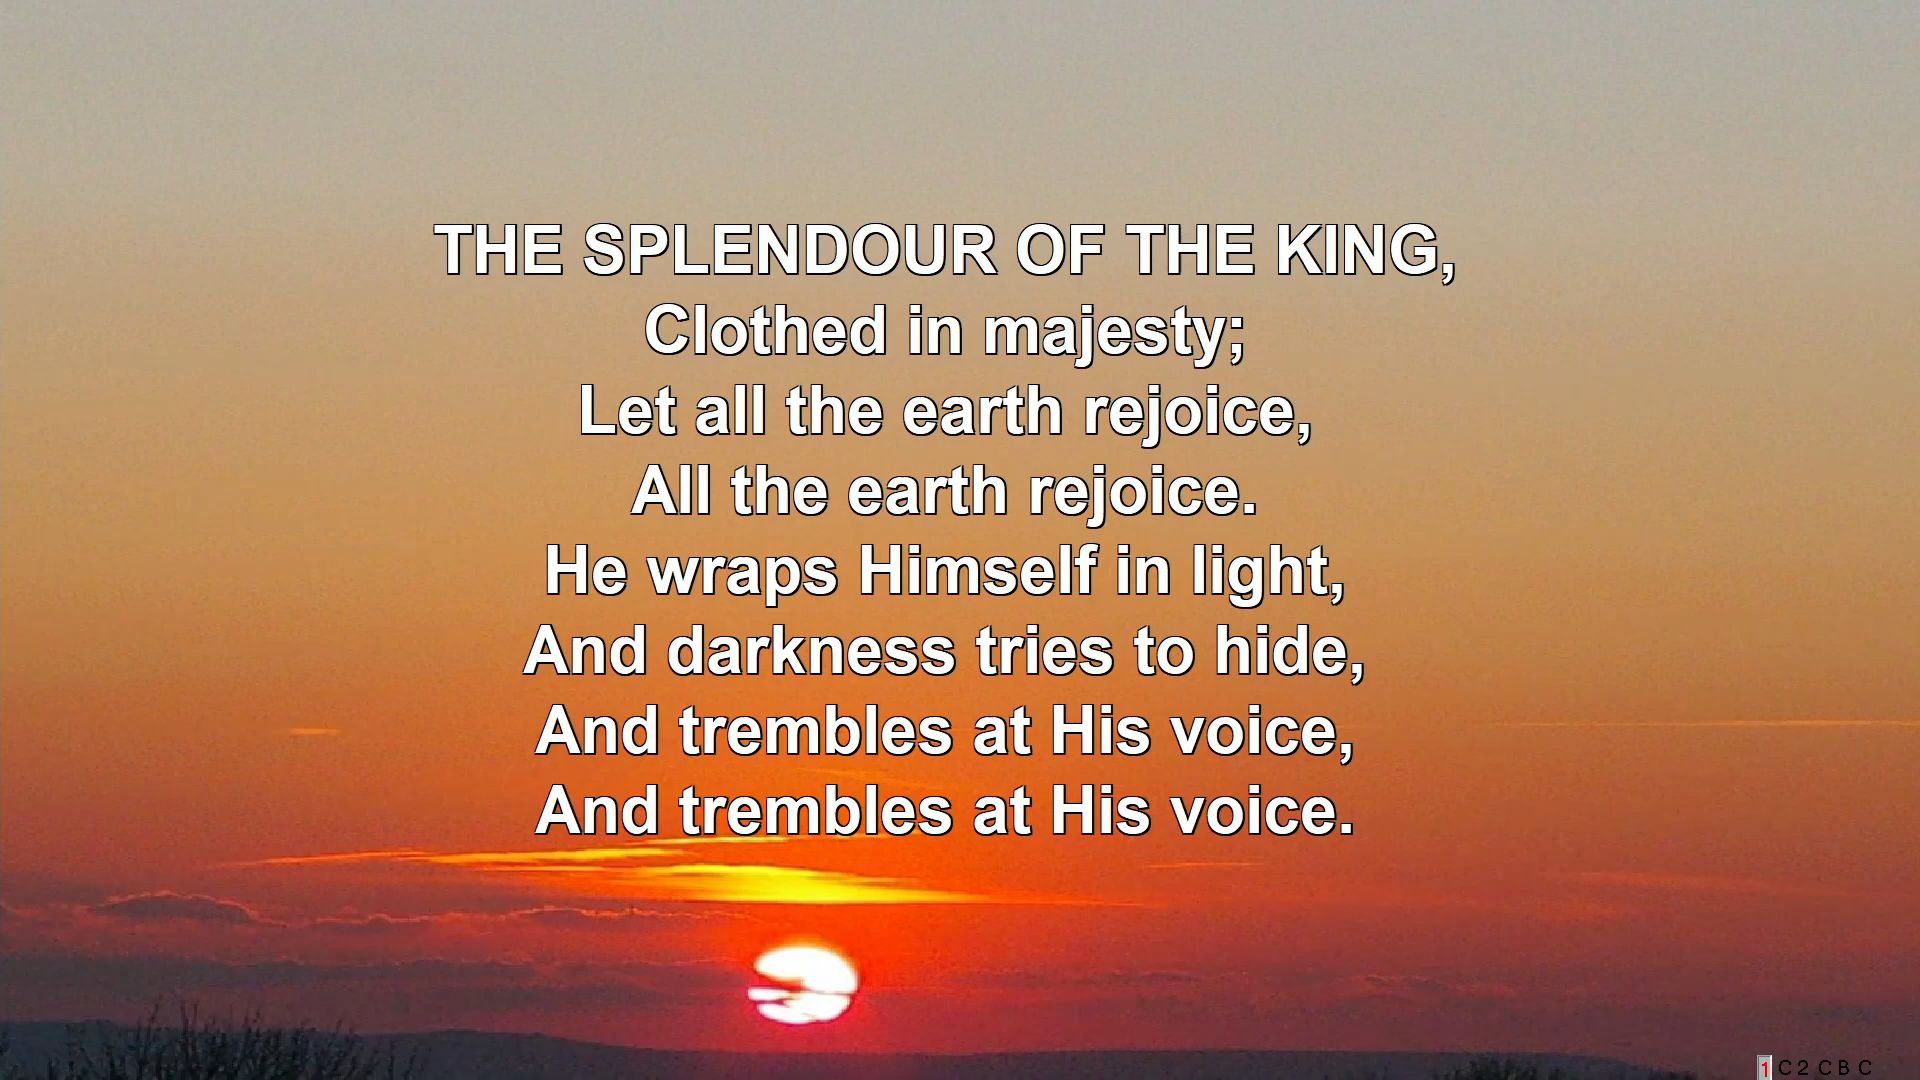 THE SPLENDOUR OF THE KING,
Clothed in majesty;
Let all the earth rejoice,
All the earth rejoice.
He wraps Himself in light,
And darkness tries to hide,
And trembles at His voice,
And trembles at His voice.
1 C 2 C B C